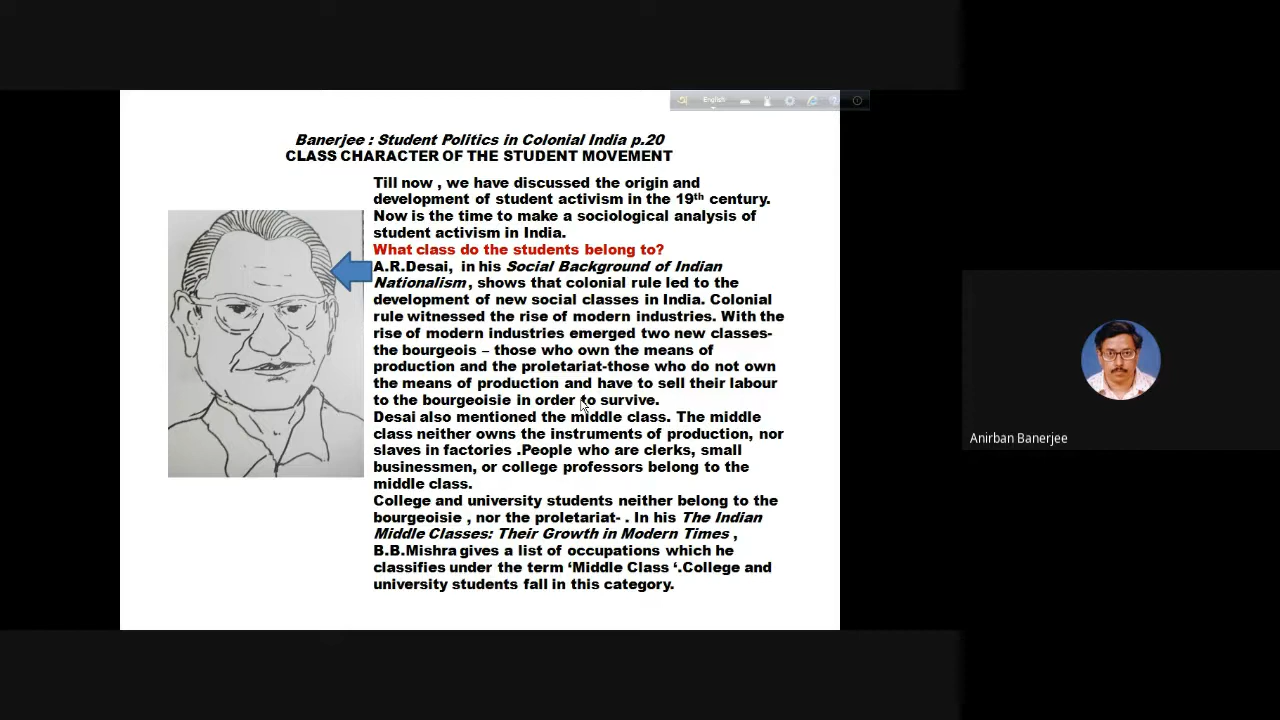 English
Banerjee : Student Politics in Colonial India p.20
CLASS CHARACTER OF THE STUDENT MOVEMENT
Till now , we have discussed the origin and
development of student activism in the 19th century.
Now is the time to make a sociological analysis of
student activism in India.
What class do the students belong to?
A.R.Desai, in his Social Background of Indian
Nationalism, shows that colonial rule led to the
development of new social classes in India. Colonial
rule witnessed the rise of modern industries. With the
rise of modern industries emerged two new classes-
the bourgeois – those who own the means of
production and the proletariat-those who do not own
the means of production and have to sell their labour
to the bourgeoisie in order to survive.
Desai also mentioned the middle class. The middle
class neither owns the instruments of production, nor
slaves in factories .People who are clerks, small
businessmen, or college professors belong to the
middle class.
College and university students neither belong to the
bourgeoisie , nor the proletariat- . In his The Indian
Middle Classes: Their Growth in Modern Times ,
B.B.Mishra gives a list of occupations which he
classifies under the term ‘Middle Class ‘.College and
university students fall in this category.
Anirban Banerjee